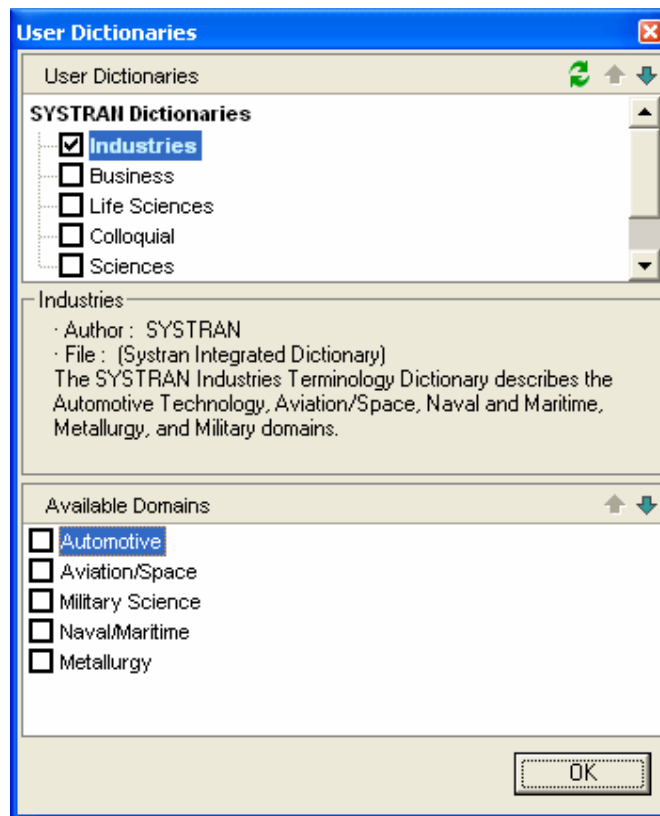 User Dictionaries
User Dictionaries
SYSTRAN Dictionaries
Industries
Business
Life Sciences
Colloquial
Sciences
Industries
· Author : SYSTRAN
· File : (Systran Integrated Dictionary)
The SYSTRAN Industries Terminology Dictionary describes the
Automotive Technology, Aviation/Space, Naval and Maritime,
Metallurgy, and Military domains.
Available Domains
Automotive
Aviation/Space
Military Science
Naval/Maritime
Metallurgy
OK